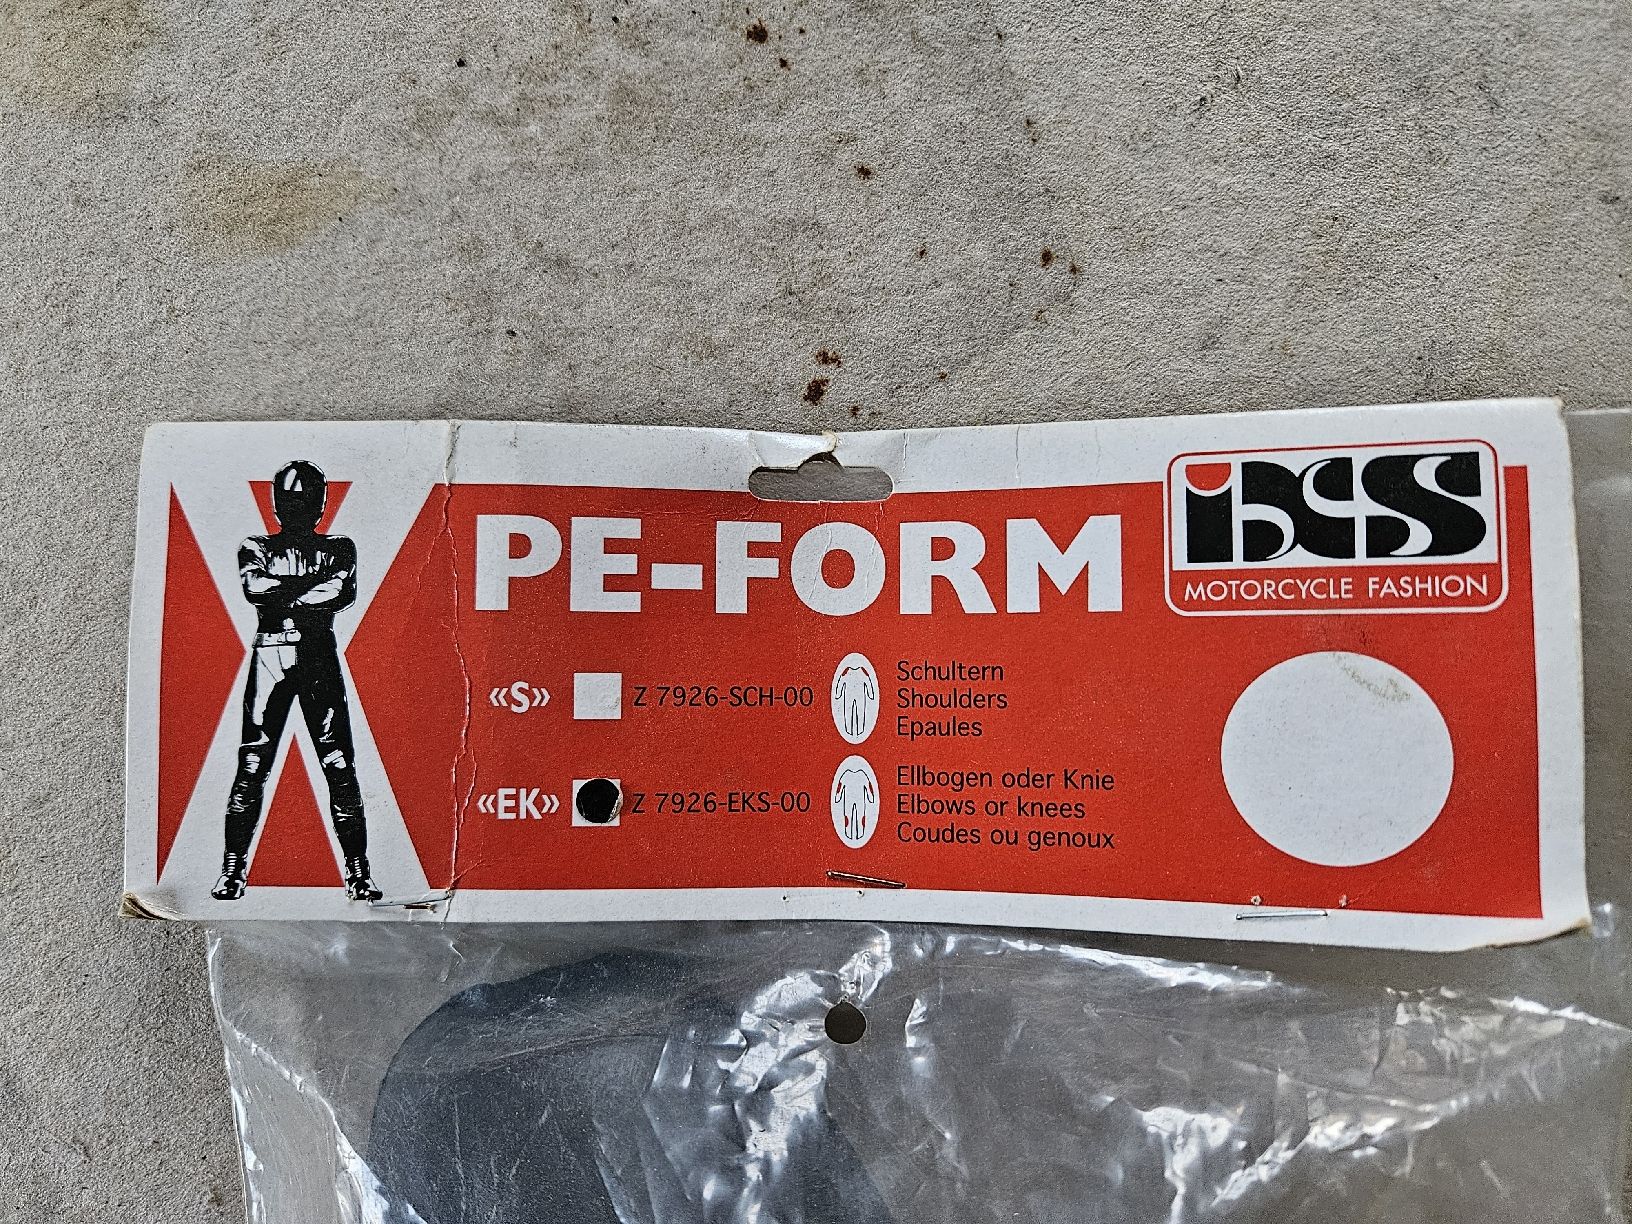 PE-FORM
iXS
MOTORCYCLE FASHION
«S» Z 7926-SCH-00
Schultern
Shoulders
Epaules
«EK» Z 7926-EKS-00
Ellbogen oder Knie
Elbows or knees
Coudes ou genoux